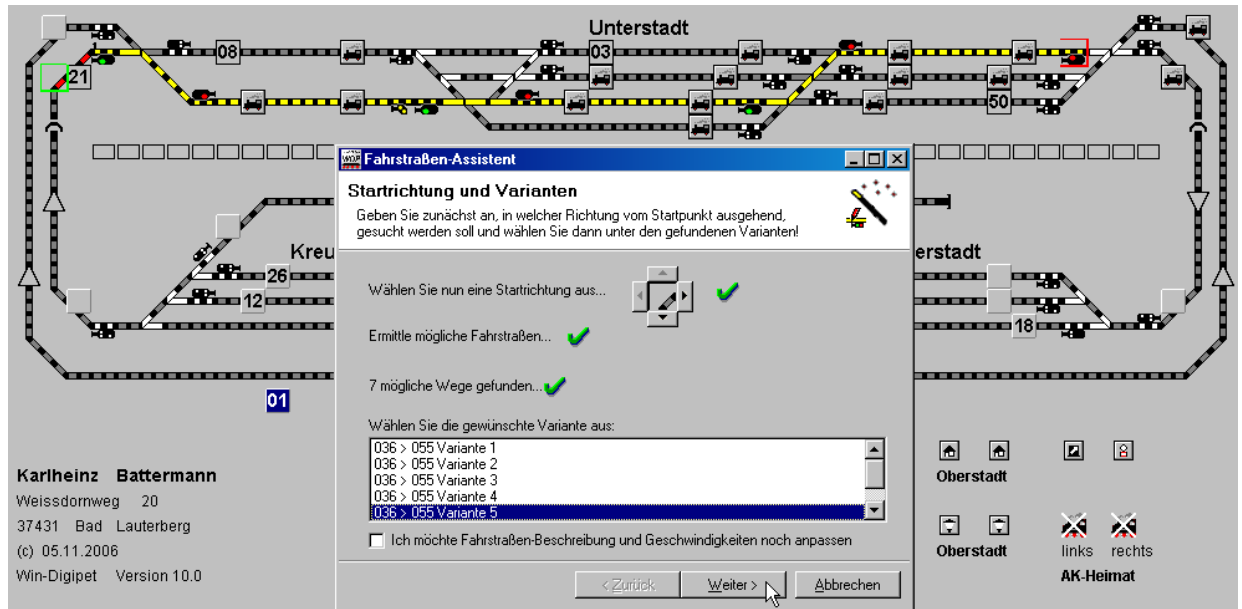 Unterstadt
08
03
21
50
WDP Fahrstraßen-Assistent
Startrichtung und Varianten
Geben Sie zunächst an, in welcher Richtung vom Startpunkt ausgehend,
gesucht werden soll und wählen Sie dann unter den gefundenen Varianten!
Kreu
erstadt
26
12
18
Wählen Sie nun eine Startrichtung aus...
Ermittle mögliche Fahrstraßen...
7 mögliche Wege gefunden...
01
Wählen Sie die gewünschte Variante aus:
036 > 055 Variante 1
036 > 055 Variante 2
036 > 055 Variante 3
036 > 055 Variante 4
036 > 055 Variante 5
Ich möchte Fahrstraßen-Beschreibung und Geschwindigkeiten noch anpassen
< Zurück
Weiter >
Abbrechen
Karlheinz Battermann
Weissdornweg 20
37431 Bad Lauterberg
(c) 05.11.2006
Win-Digipet Version 10.0
Oberstadt
Oberstadt
links rechts
AK-Heimat